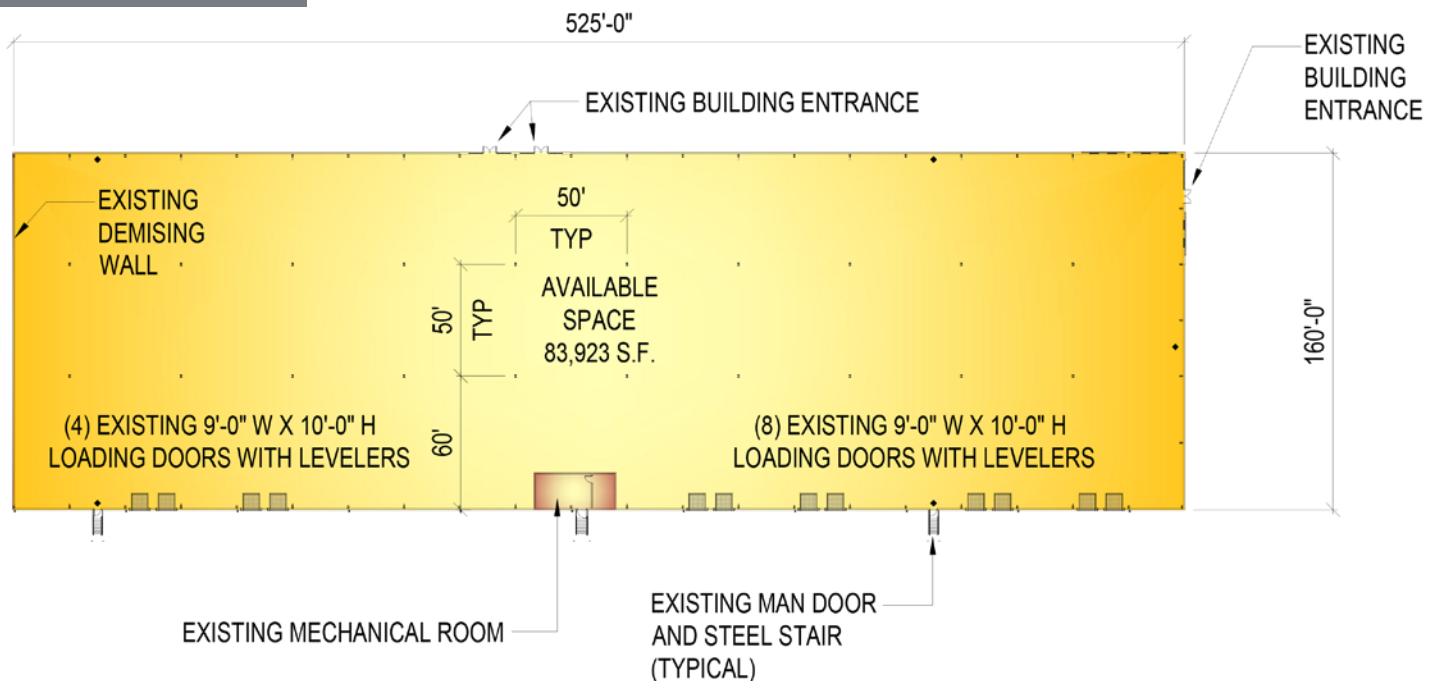 525'-0"
EXISTING
BUILDING
ENTRANCE
EXISTING BUILDING ENTRANCE
EXISTING
DEMISING
WALL
50'
TYP
50'
TYP
AVAILABLE
SPACE
83,923 S.F.
160'-0"
60'
(4) EXISTING 9'-0" W X 10'-0" H
LOADING DOORS WITH LEVELERS
(8) EXISTING 9'-0" W X 10'-0" H
LOADING DOORS WITH LEVELERS
EXISTING MECHANICAL ROOM
EXISTING MAN DOOR
AND STEEL STAIR
(TYPICAL)